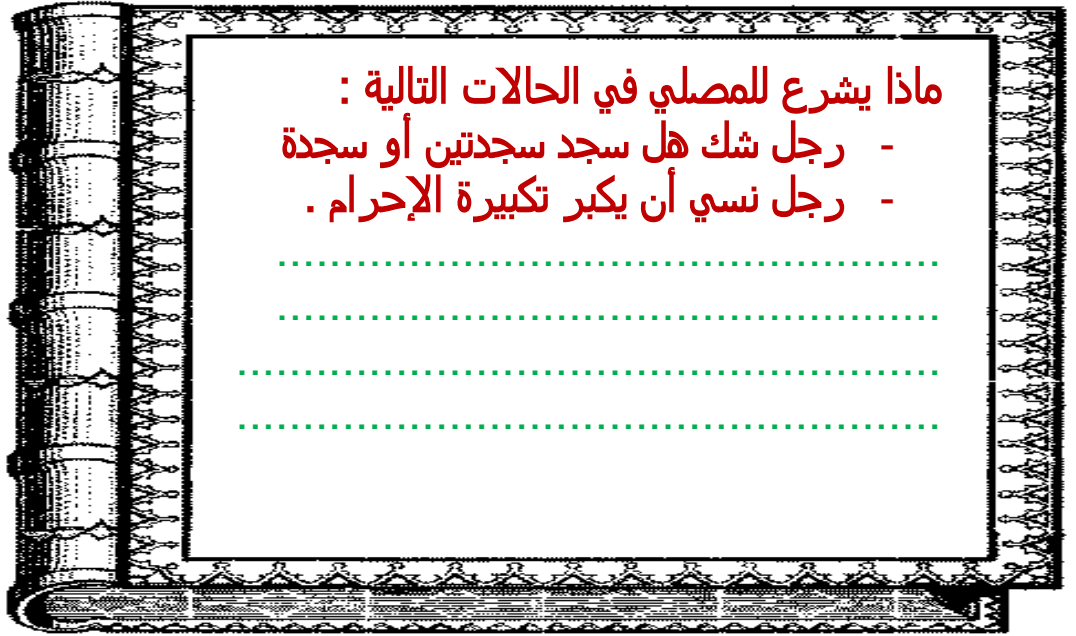 ماذا يشرع للمصلي في الحالات التالية :
- رجل شك هل سجد سجدتين أو سجدة
- رجل نسي أن يكبر تكبيرة الإحرام .
..................................................
..................................................
.....................................................
.....................................................